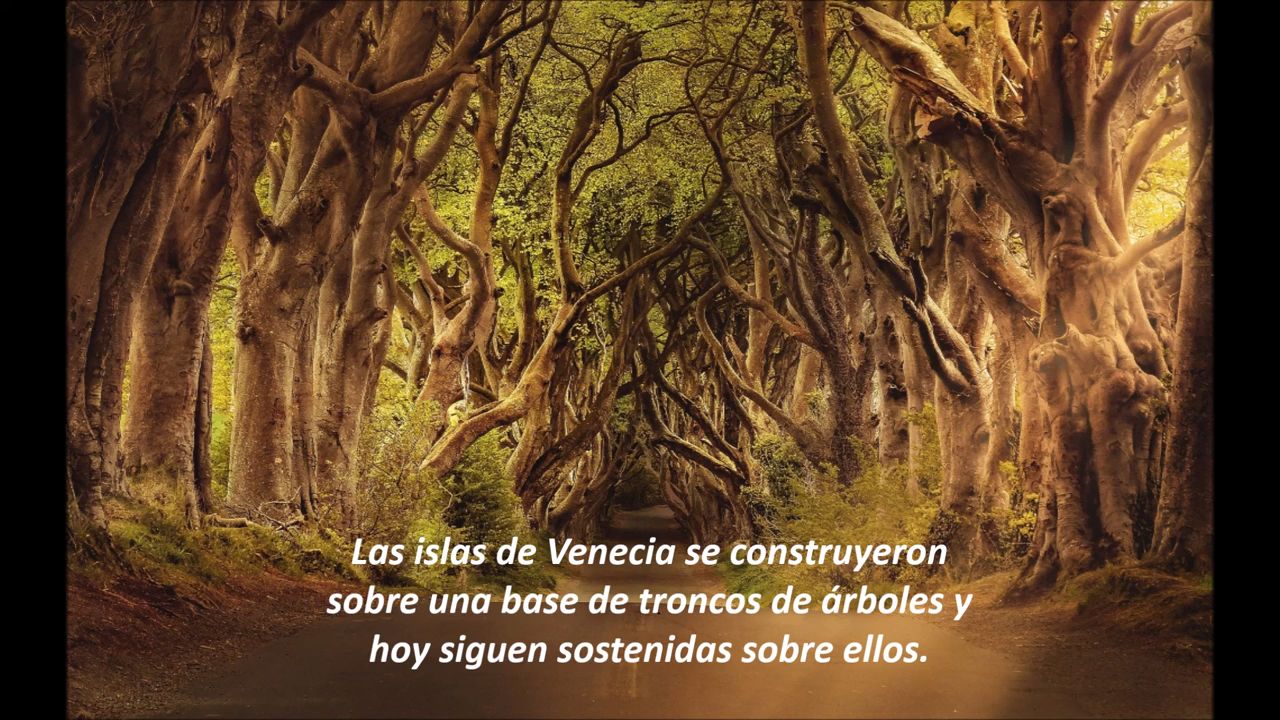 Las islas de Venecia se construyeron
sobre una base de troncos de árboles y
hoy siguen sostenidas sobre ellos.